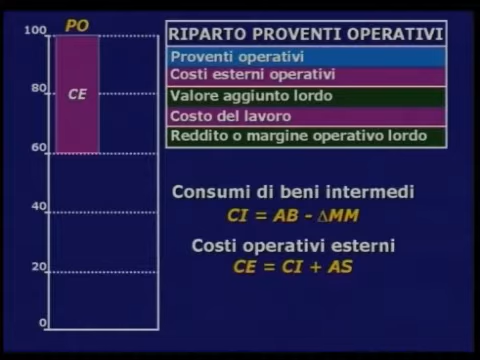 PO
100
80
60
40
20
0
CE
RIPARTO PROVENTI OPERATIVI
Proventi operativi
Costi esterni operativi
Valore aggiunto lordo
Costo del lavoro
Reddito o margine operativo lordo
Consumi di beni intermedi
CI = AB - ΔMM
Costi operativi esterni
CE = CI + AS